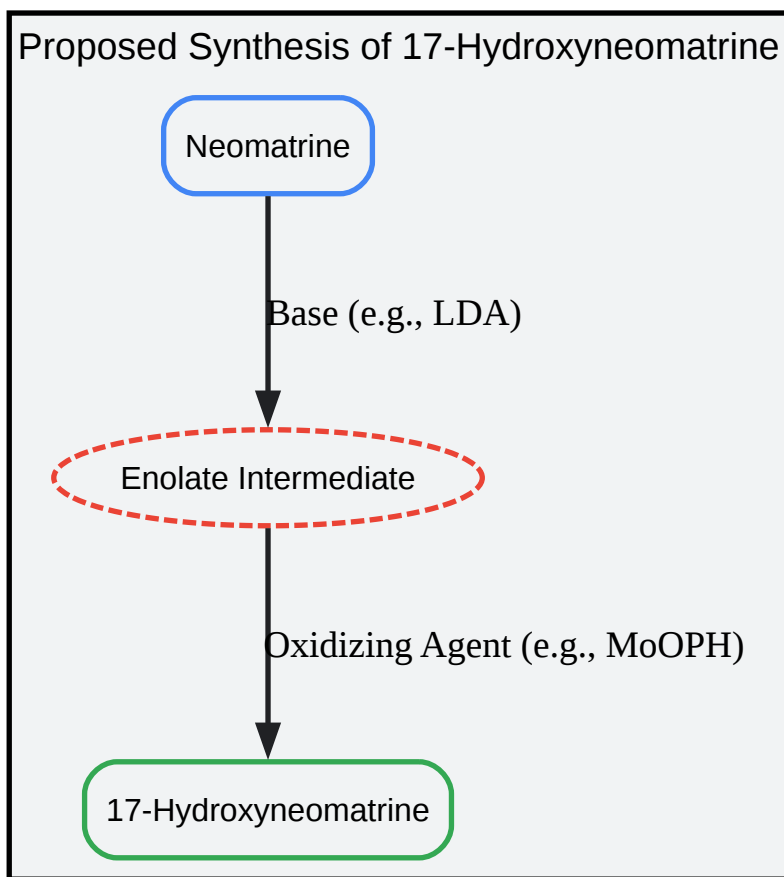 Proposed Synthesis of 17-Hydroxyneomatrine
Neomatrine
Base (e.g., LDA)
Enolate Intermediate
Oxidizing Agent (e.g., MoOPH)
17-Hydroxyneomatrine